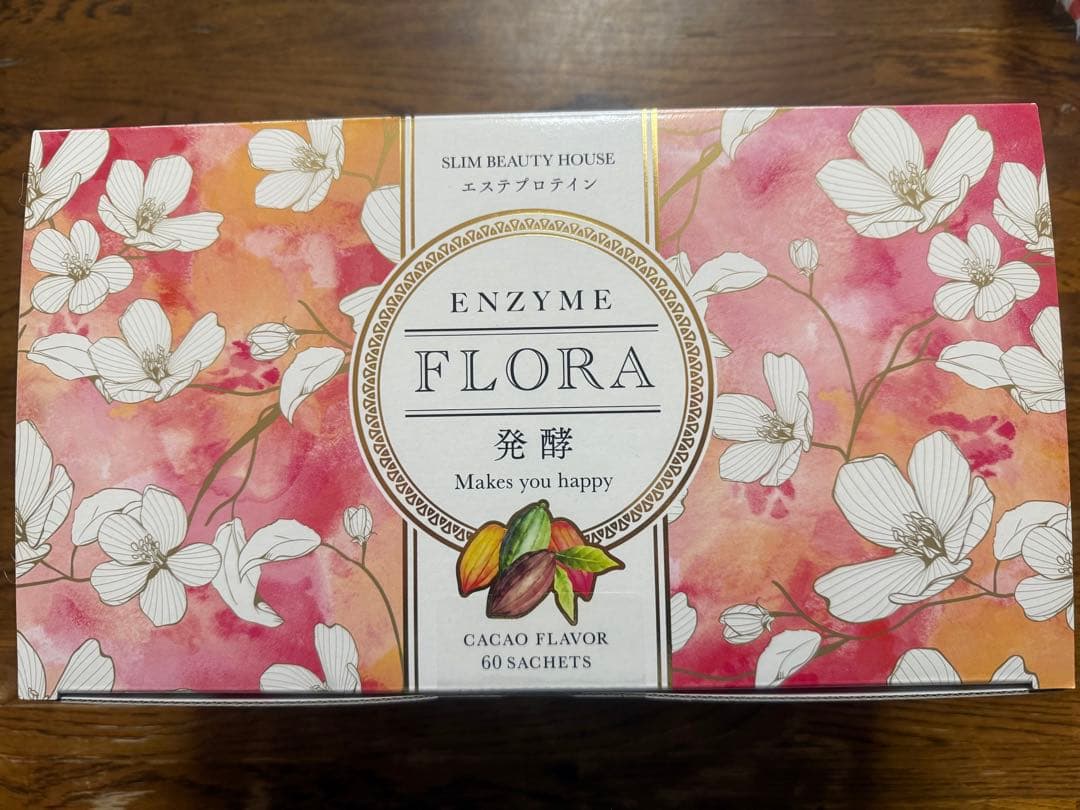 SLIM BEAUTY HOUSE
エステプロテイン
ENZYME
FLORA
発酵
Makes you happy
CACAO FLAVOR
60 SACHETS